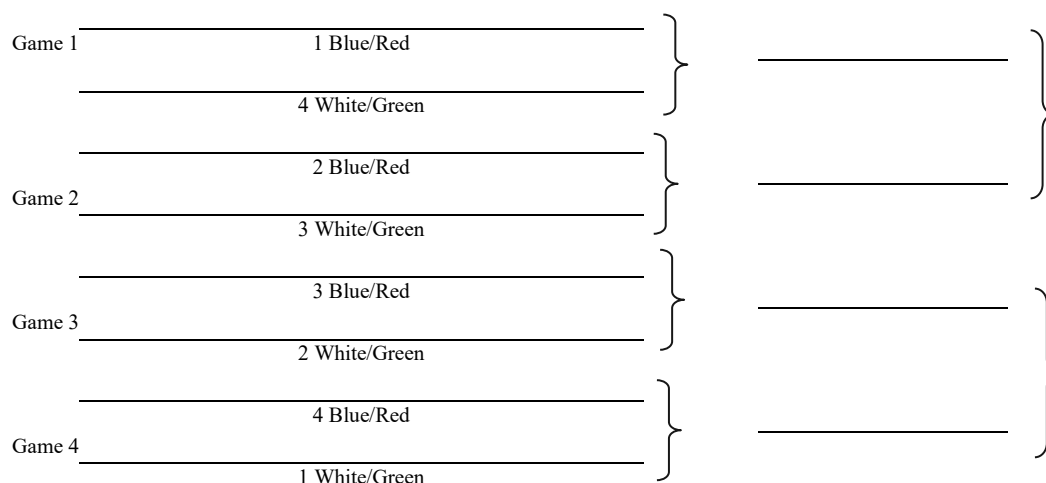 Game 1
1 Blue/Red
4 White/Green
2 Blue/Red
Game 2
3 White/Green
3 Blue/Red
Game 3
2 White/Green
4 Blue/Red
Game 4
1 White/Green